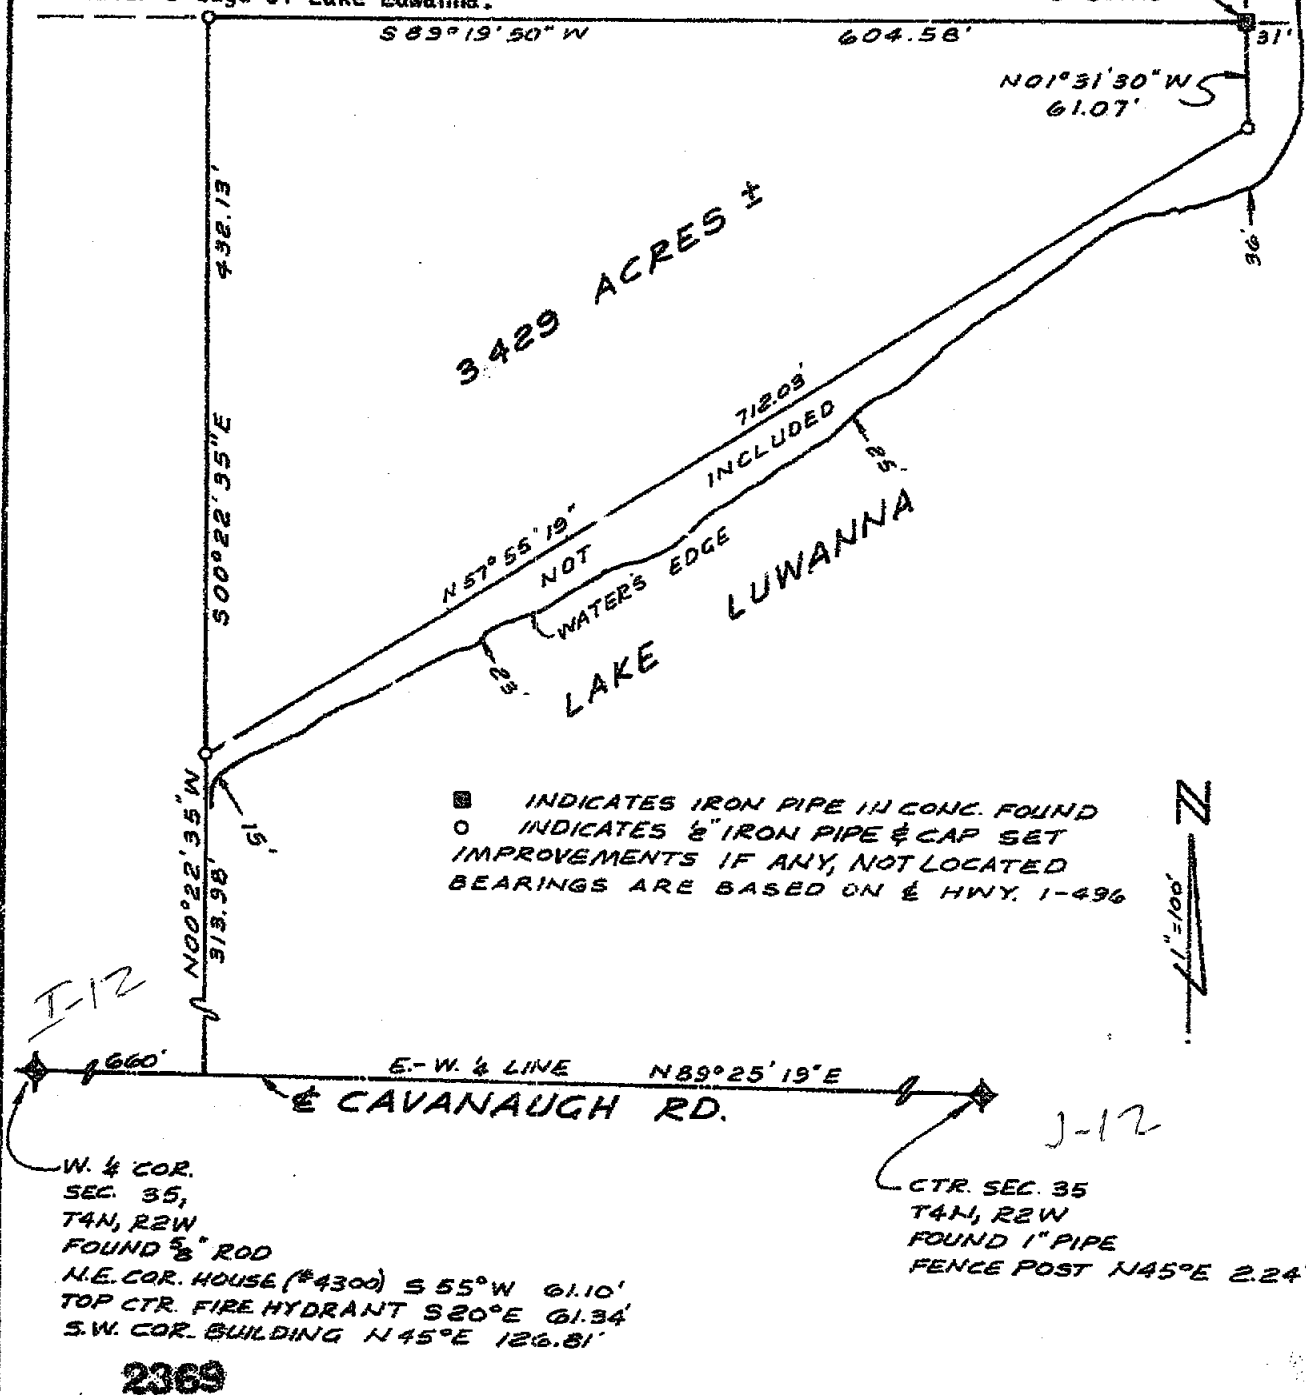 edge of Lake Luwanna.
S 89°19'50" W 604.58' 31'
N01°31'30" W
61.07'
432.13'
S00°22'35"E
3.429 ACRES ±
36'
712.03'
N 57°55'19"
NOT INCLUDED
25'
WATER'S EDGE
23'
LAKE LUWANNA
15'
N00°22'35"W
313.98'
INDICATES IRON PIPE IN CONC. FOUND
INDICATES ½" IRON PIPE & CAP SET
IMPROVEMENTS IF ANY, NOT LOCATED
BEARINGS ARE BASED ON ℄ HWY. I-496
N
1"=100'
I-12
660' E.-W. ¼ LINE N89°25'19"E
℄ CAVANAUGH RD.
J-12
W. ¼ COR.
SEC. 35,
T4N, R2W
FOUND ⅝" ROD
N.E. COR. HOUSE (#4300) S 55°W 61.10'
TOP CTR. FIRE HYDRANT S20°E 61.34'
S.W. COR. BUILDING N45°E 126.81'
CTR. SEC. 35
T4N, R2W
FOUND 1" PIPE
FENCE POST N45°E 2.24'
2369